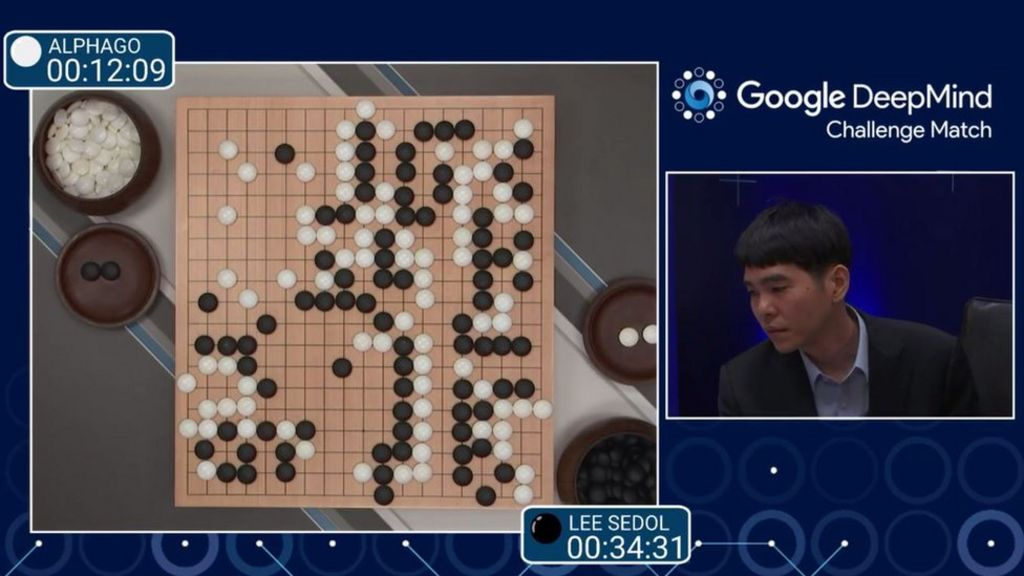 ALPHAGO
00:12:09
Google DeepMind
Challenge Match
LEE SEDOL
00:34:31